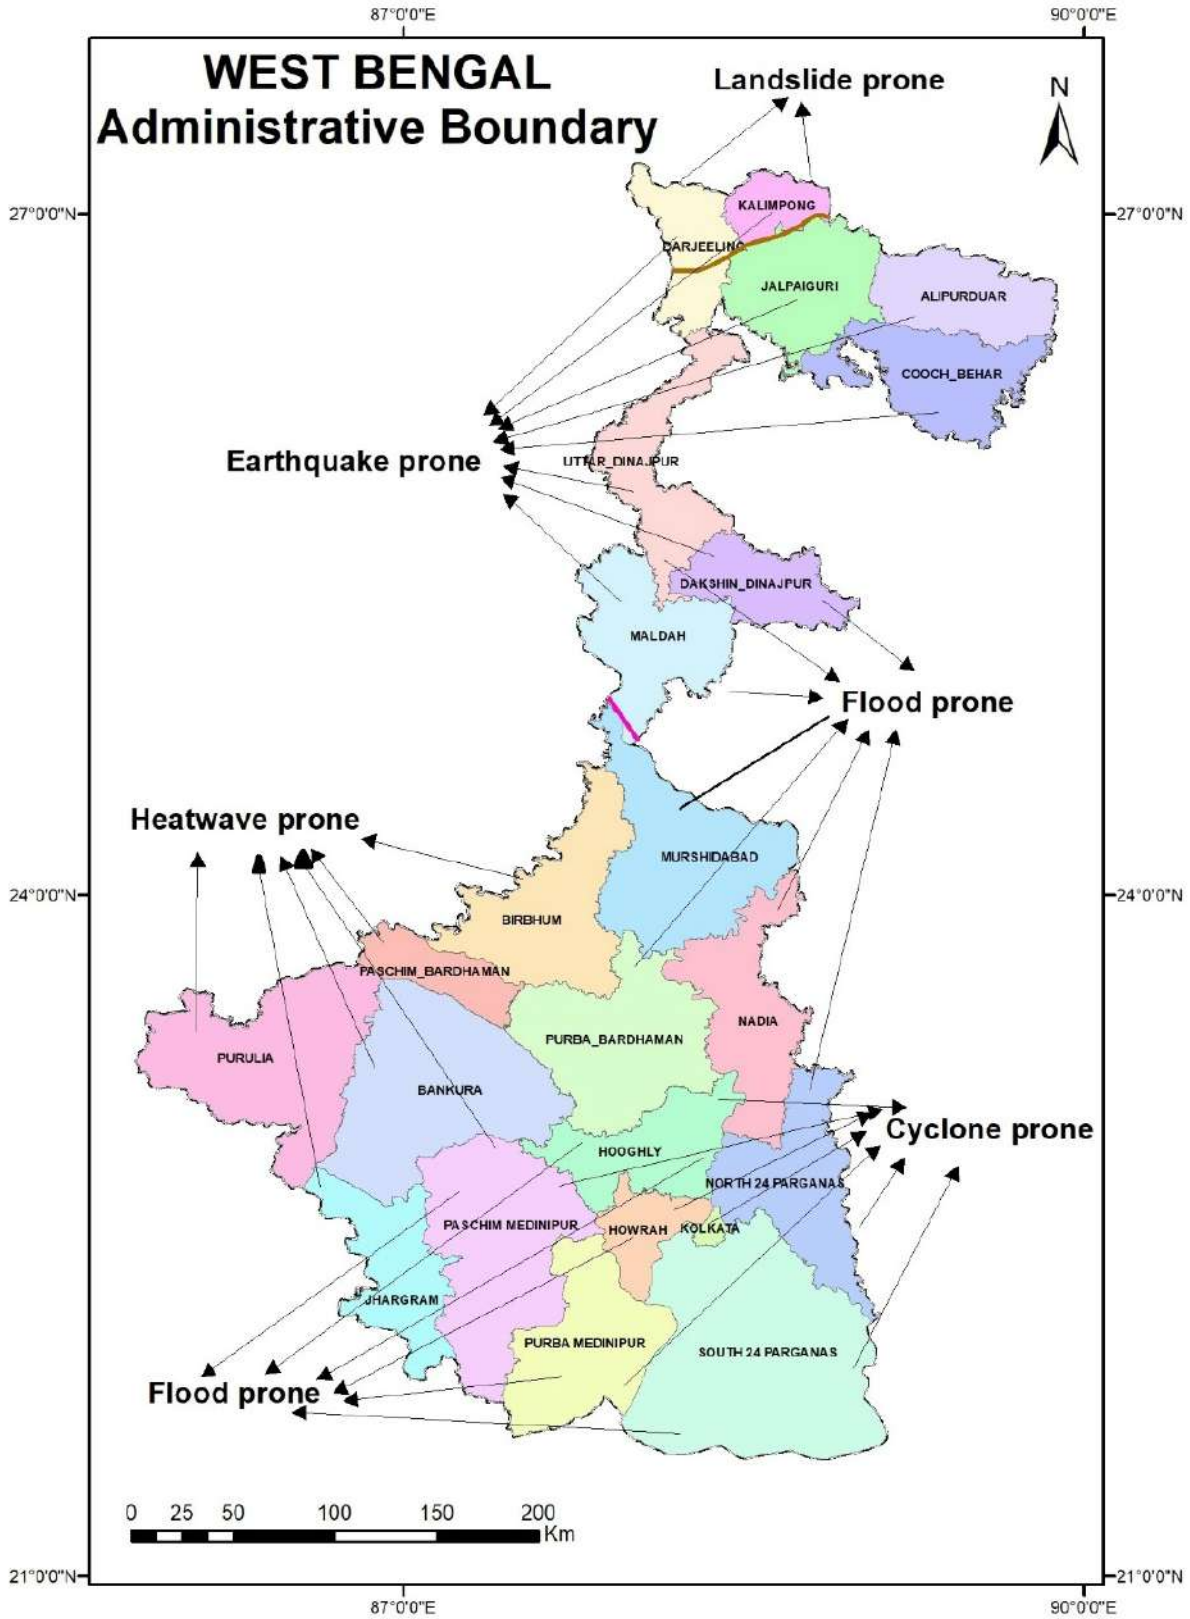 87°0'0"E
90°0'0"E
WEST BENGAL
Administrative Boundary
Landslide prone
N
27°0'0"N
27°0'0"N
KALIMPONG
DARJEELING
JALPAIGURI
ALIPURDUAR
COOCH_BEHAR
Earthquake prone
UTTAR_DINAJPUR
DAKSHIN_DINAJPUR
MALDAH
Flood prone
Heatwave prone
MURSHIDABAD
24°0'0"N
24°0'0"N
BIRBHUM
PASCHIM_BARDHAMAN
NADIA
PURBA_BARDHAMAN
PURULIA
BANKURA
Cyclone prone
HOOGHLY
NORTH 24 PARGANAS
PASCHIM MEDINIPUR
HOWRAH
KOLKATA
JHARGRAM
PURBA MEDINIPUR
SOUTH 24 PARGANAS
Flood prone
0 25 50 100 150 200
Km
21°0'0"N
21°0'0"N
87°0'0"E
90°0'0"E